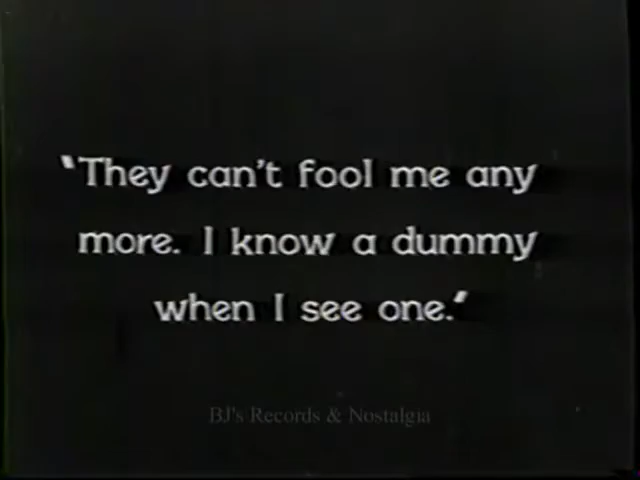 "They can't fool me any
more. I know a dummy
when I see one."
BJ's Records & Nostalgia